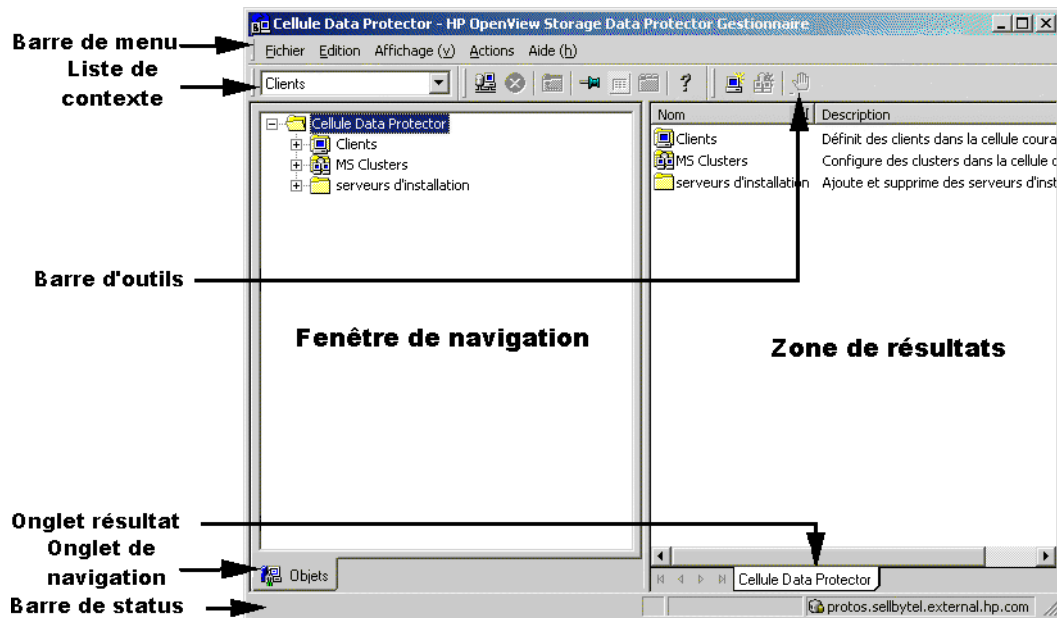 Cellule Data Protector - HP OpenView Storage Data Protector Gestionnaire
Barre de menu
Fichier Edition Affichage (v) Actions Aide (h)
Liste de
contexte
Clients
?
Cellule Data Protector
Clients
MS Clusters
serveurs d'installation
Nom
Description
Clients
Définit des clients dans la cellule coura
MS Clusters
Configure des clusters dans la cellule c
serveurs d'installation
Ajoute et supprime des serveurs d'inst
Barre d'outils
Fenêtre de navigation
Zone de résultats
Onglet résultat
Onglet de
navigation
Objets
Cellule Data Protector
Barre de status
protos.sellbytel.external.hp.com